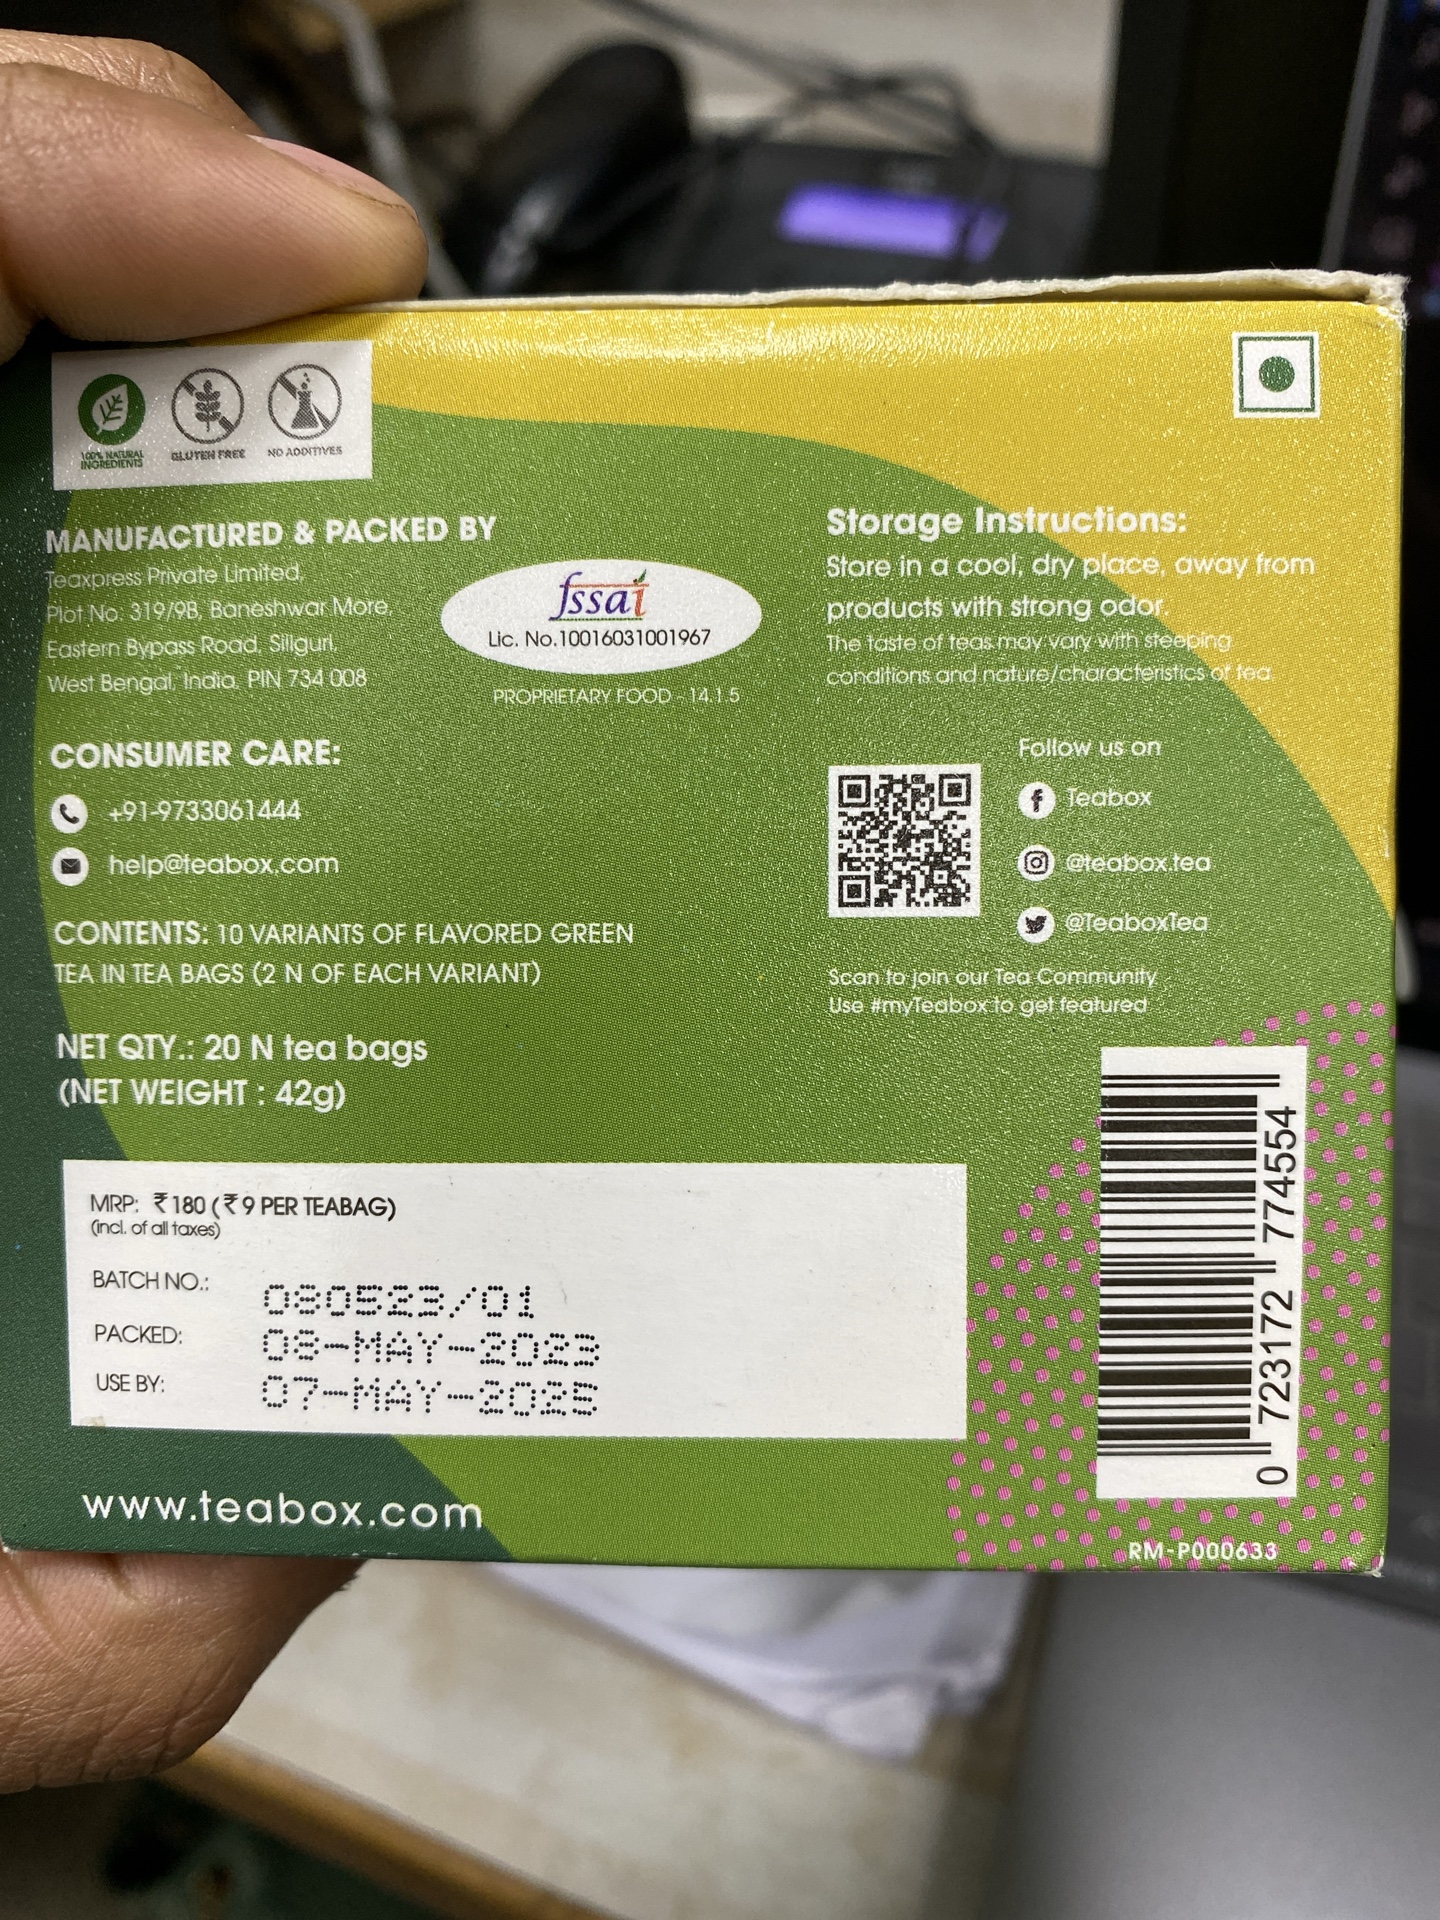 100% NATURAL
INGREDIENTS
GLUTEN FREE
NO ADDITIVES
MANUFACTURED & PACKED BY
Teaxpress Private Limited,
Plot No: 319/9B, Baneshwar More,
Eastern Bypass Road, Siliguri,
West Bengal, India. PIN 734 008
fssai
Lic. No.10016031001967
PROPRIETARY FOOD - 14.1.5
CONSUMER CARE:
+91-9733061444
help@teabox.com
CONTENTS: 10 VARIANTS OF FLAVORED GREEN
TEA IN TEA BAGS (2 N OF EACH VARIANT)
NET QTY.: 20 N tea bags
(NET WEIGHT : 42g)
Storage Instructions:
Store in a cool, dry place, away from
products with strong odor.
The taste of teas may vary with steeping
conditions and nature/characteristics of tea.
Follow us on
Teabox
@teabox.tea
@TeaboxTea
Scan to join our Tea Community
Use #myTeabox to get featured
MRP: ₹180 (₹9 PER TEABAG)
(incl. of all taxes)
BATCH NO.: 080523/01
PACKED: 08-MAY-2023
USE BY: 07-MAY-2025
0 723172 774554
www.teabox.com
RM-P000633